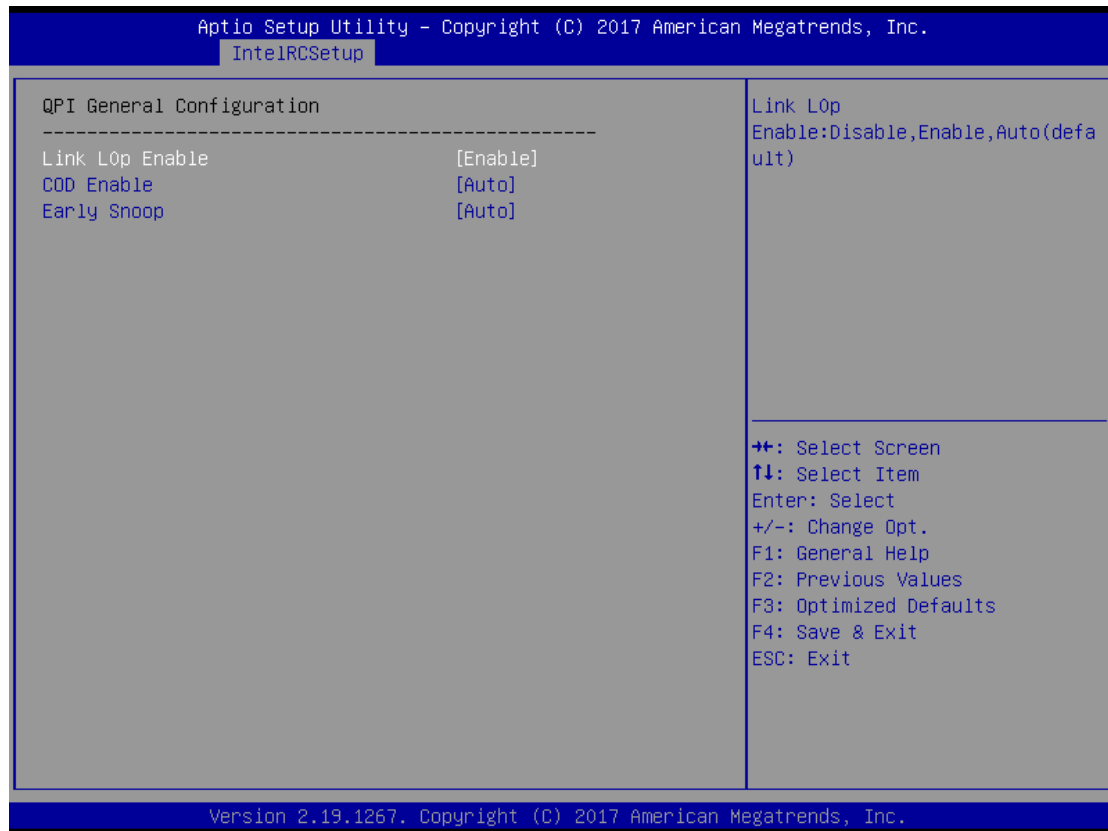 Aptio Setup Utility – Copyright (C) 2017 American Megatrends, Inc.
IntelRCSetup
QPI General Configuration
--------------------------------------------------
Link L0p Enable [Enable]
COD Enable [Auto]
Early Snoop [Auto]
Link L0p
Enable:Disable,Enable,Auto(defa
ult)
→←: Select Screen
↑↓: Select Item
Enter: Select
+/-: Change Opt.
F1: General Help
F2: Previous Values
F3: Optimized Defaults
F4: Save & Exit
ESC: Exit
Version 2.19.1267. Copyright (C) 2017 American Megatrends, Inc.